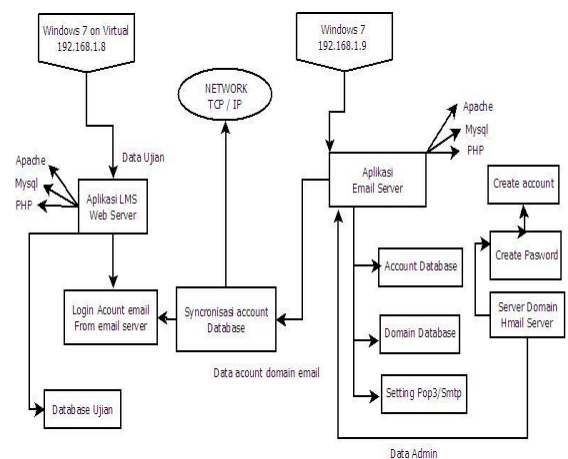 Windows 7 on Virtual
192.168.1.8
Windows 7
192.168.1.9
NETWORK
TCP / IP
Data Ujian
Apache
Mysql
PHP
Aplikasi LMS
Web Server
Apache
Mysql
PHP
Aplikasi
Email Server
Create account
Create Pasword
Account Database
Server Domain
Hmail Server
Login Acount email
From email server
Syncronisasi account
Database
Domain Database
Data acount domain email
Setting Pop3/Smtp
Database Ujian
Data Admin